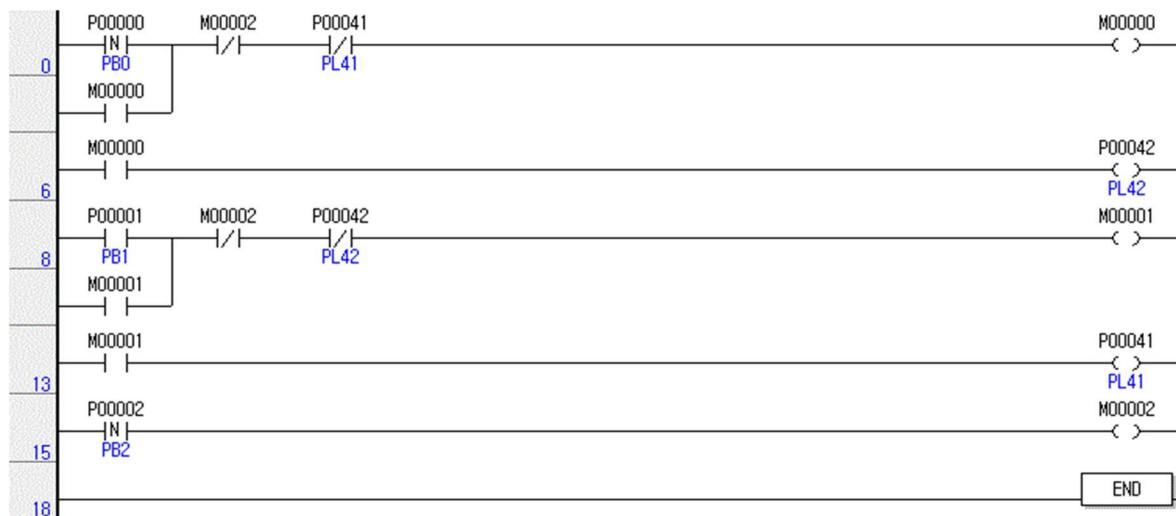 P00000 M00002 P00041 M00000
N
PB0 PL41
0
M00000
M00000 P00042
6 PL42
P00001 M00002 P00042 M00001
8 PB1 PL42
M00001
M00001 P00041
13 PL41
P00002 M00002
N
15 PB2
END
18